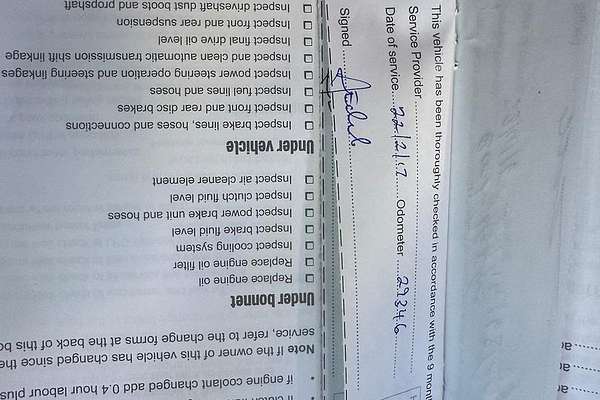 • if engine coolant changed add 0.4 hour labour plus
Note If the owner of this vehicle has changed since the
service, refer to the change forms at the back of this bo
Under bonnet
Replace engine oil
Replace engine oil filter
Inspect cooling system
Inspect brake fluid level
Inspect power brake unit and hoses
Inspect clutch fluid level
Inspect air cleaner element
Under vehicle
Inspect brake lines, hoses and connections
Inspect front and rear disc brakes
Inspect fuel lines and hoses
Inspect power steering operation and steering linkages
Inspect and clean automatic transmission shift linkage
Inspect final drive oil level
Inspect front and rear suspension
Inspect driveshaft dust boots and propshaft
This vehicle has been thoroughly checked in accordance with the 9 mont
Service Provider
Date of service 22/2/17 Odometer 29346
Signed